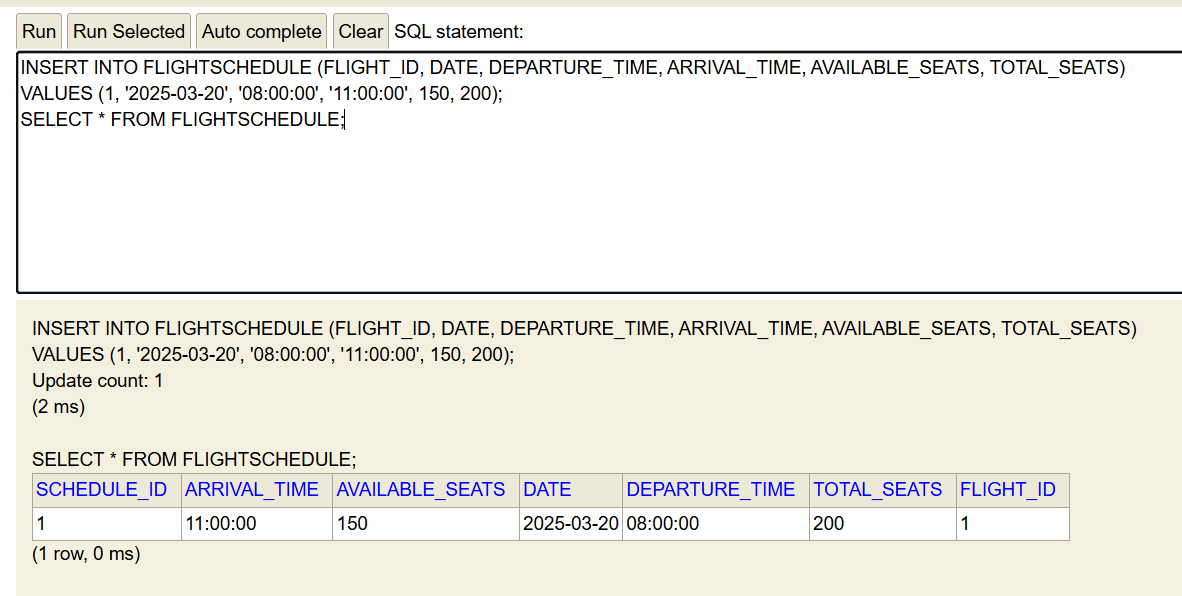 Run Run Selected Auto complete Clear SQL statement:
INSERT INTO FLIGHTSCHEDULE (FLIGHT_ID, DATE, DEPARTURE_TIME, ARRIVAL_TIME, AVAILABLE_SEATS, TOTAL_SEATS)
VALUES (1, '2025-03-20', '08:00:00', '11:00:00', 150, 200);
SELECT * FROM FLIGHTSCHEDULE;
INSERT INTO FLIGHTSCHEDULE (FLIGHT_ID, DATE, DEPARTURE_TIME, ARRIVAL_TIME, AVAILABLE_SEATS, TOTAL_SEATS)
VALUES (1, '2025-03-20', '08:00:00', '11:00:00', 150, 200);
Update count: 1
(2 ms)
SELECT * FROM FLIGHTSCHEDULE;
SCHEDULE_ID ARRIVAL_TIME AVAILABLE_SEATS DATE DEPARTURE_TIME TOTAL_SEATS FLIGHT_ID
1 11:00:00 150 2025-03-20 08:00:00 200 1
(1 row, 0 ms)